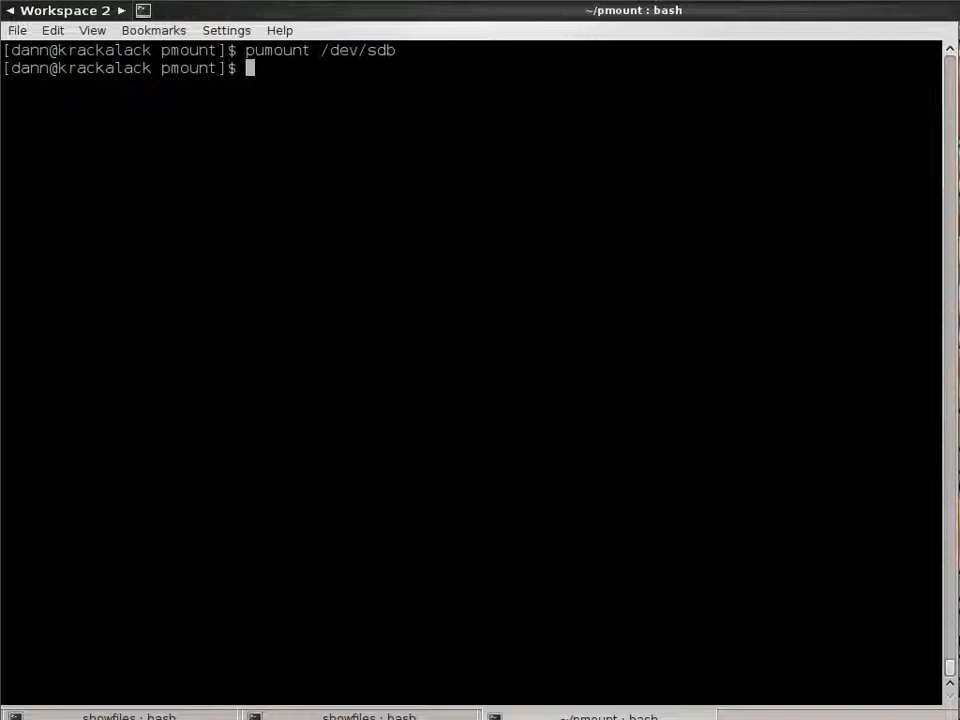 ◀ Workspace 2 ▶ ~/pmount : bash
File Edit View Bookmarks Settings Help
[dann@krackalack pmount]$ pumount /dev/sdb
[dann@krackalack pmount]$
showfiles : bash showfiles : bash ~/pmount : bash